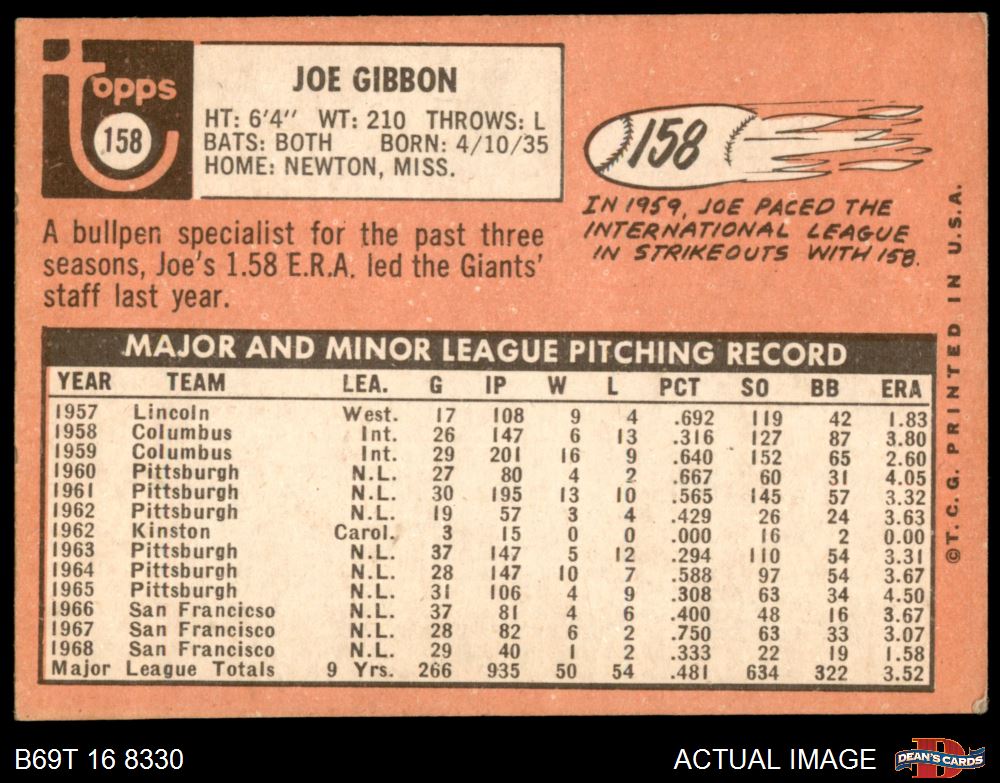 topps
158
JOE GIBBON
HT: 6'4" WT: 210 THROWS: L
BATS: BOTH BORN: 4/10/35
HOME: NEWTON, MISS.
158
IN 1959, JOE PACED THE
INTERNATIONAL LEAGUE
IN STRIKEOUTS WITH 158.
A bullpen specialist for the past three
seasons, Joe's 1.58 E.R.A. led the Giants'
staff last year.
MAJOR AND MINOR LEAGUE PITCHING RECORD
YEAR TEAM LEA. G IP W L PCT SO BB ERA
1957 Lincoln West. 17 108 9 4 .692 119 42 1.83
1958 Columbus Int. 26 147 6 13 .316 127 87 3.80
1959 Columbus Int. 29 201 16 9 .640 152 65 2.60
1960 Pittsburgh N.L. 27 80 4 2 .667 60 31 4.05
1961 Pittsburgh N.L. 30 195 13 10 .565 145 57 3.32
1962 Pittsburgh N.L. 19 57 3 4 .429 26 24 3.63
1962 Kinston Carol. 3 15 0 0 .000 16 2 0.00
1963 Pittsburgh N.L. 37 147 5 12 .294 110 54 3.31
1964 Pittsburgh N.L. 28 147 10 7 .588 97 54 3.67
1965 Pittsburgh N.L. 31 106 4 9 .308 63 34 4.50
1966 San Francicso N.L. 37 81 4 6 .400 48 16 3.67
1967 San Francisco N.L. 28 82 6 2 .750 63 33 3.07
1968 San Francisco N.L. 29 40 1 2 .333 22 19 1.58
Major League Totals 9 Yrs. 266 935 50 54 .481 634 322 3.52
©T.C.G. PRINTED IN U.S.A.
B69T 16 8330
ACTUAL IMAGE
D
DEAN'S CARDS